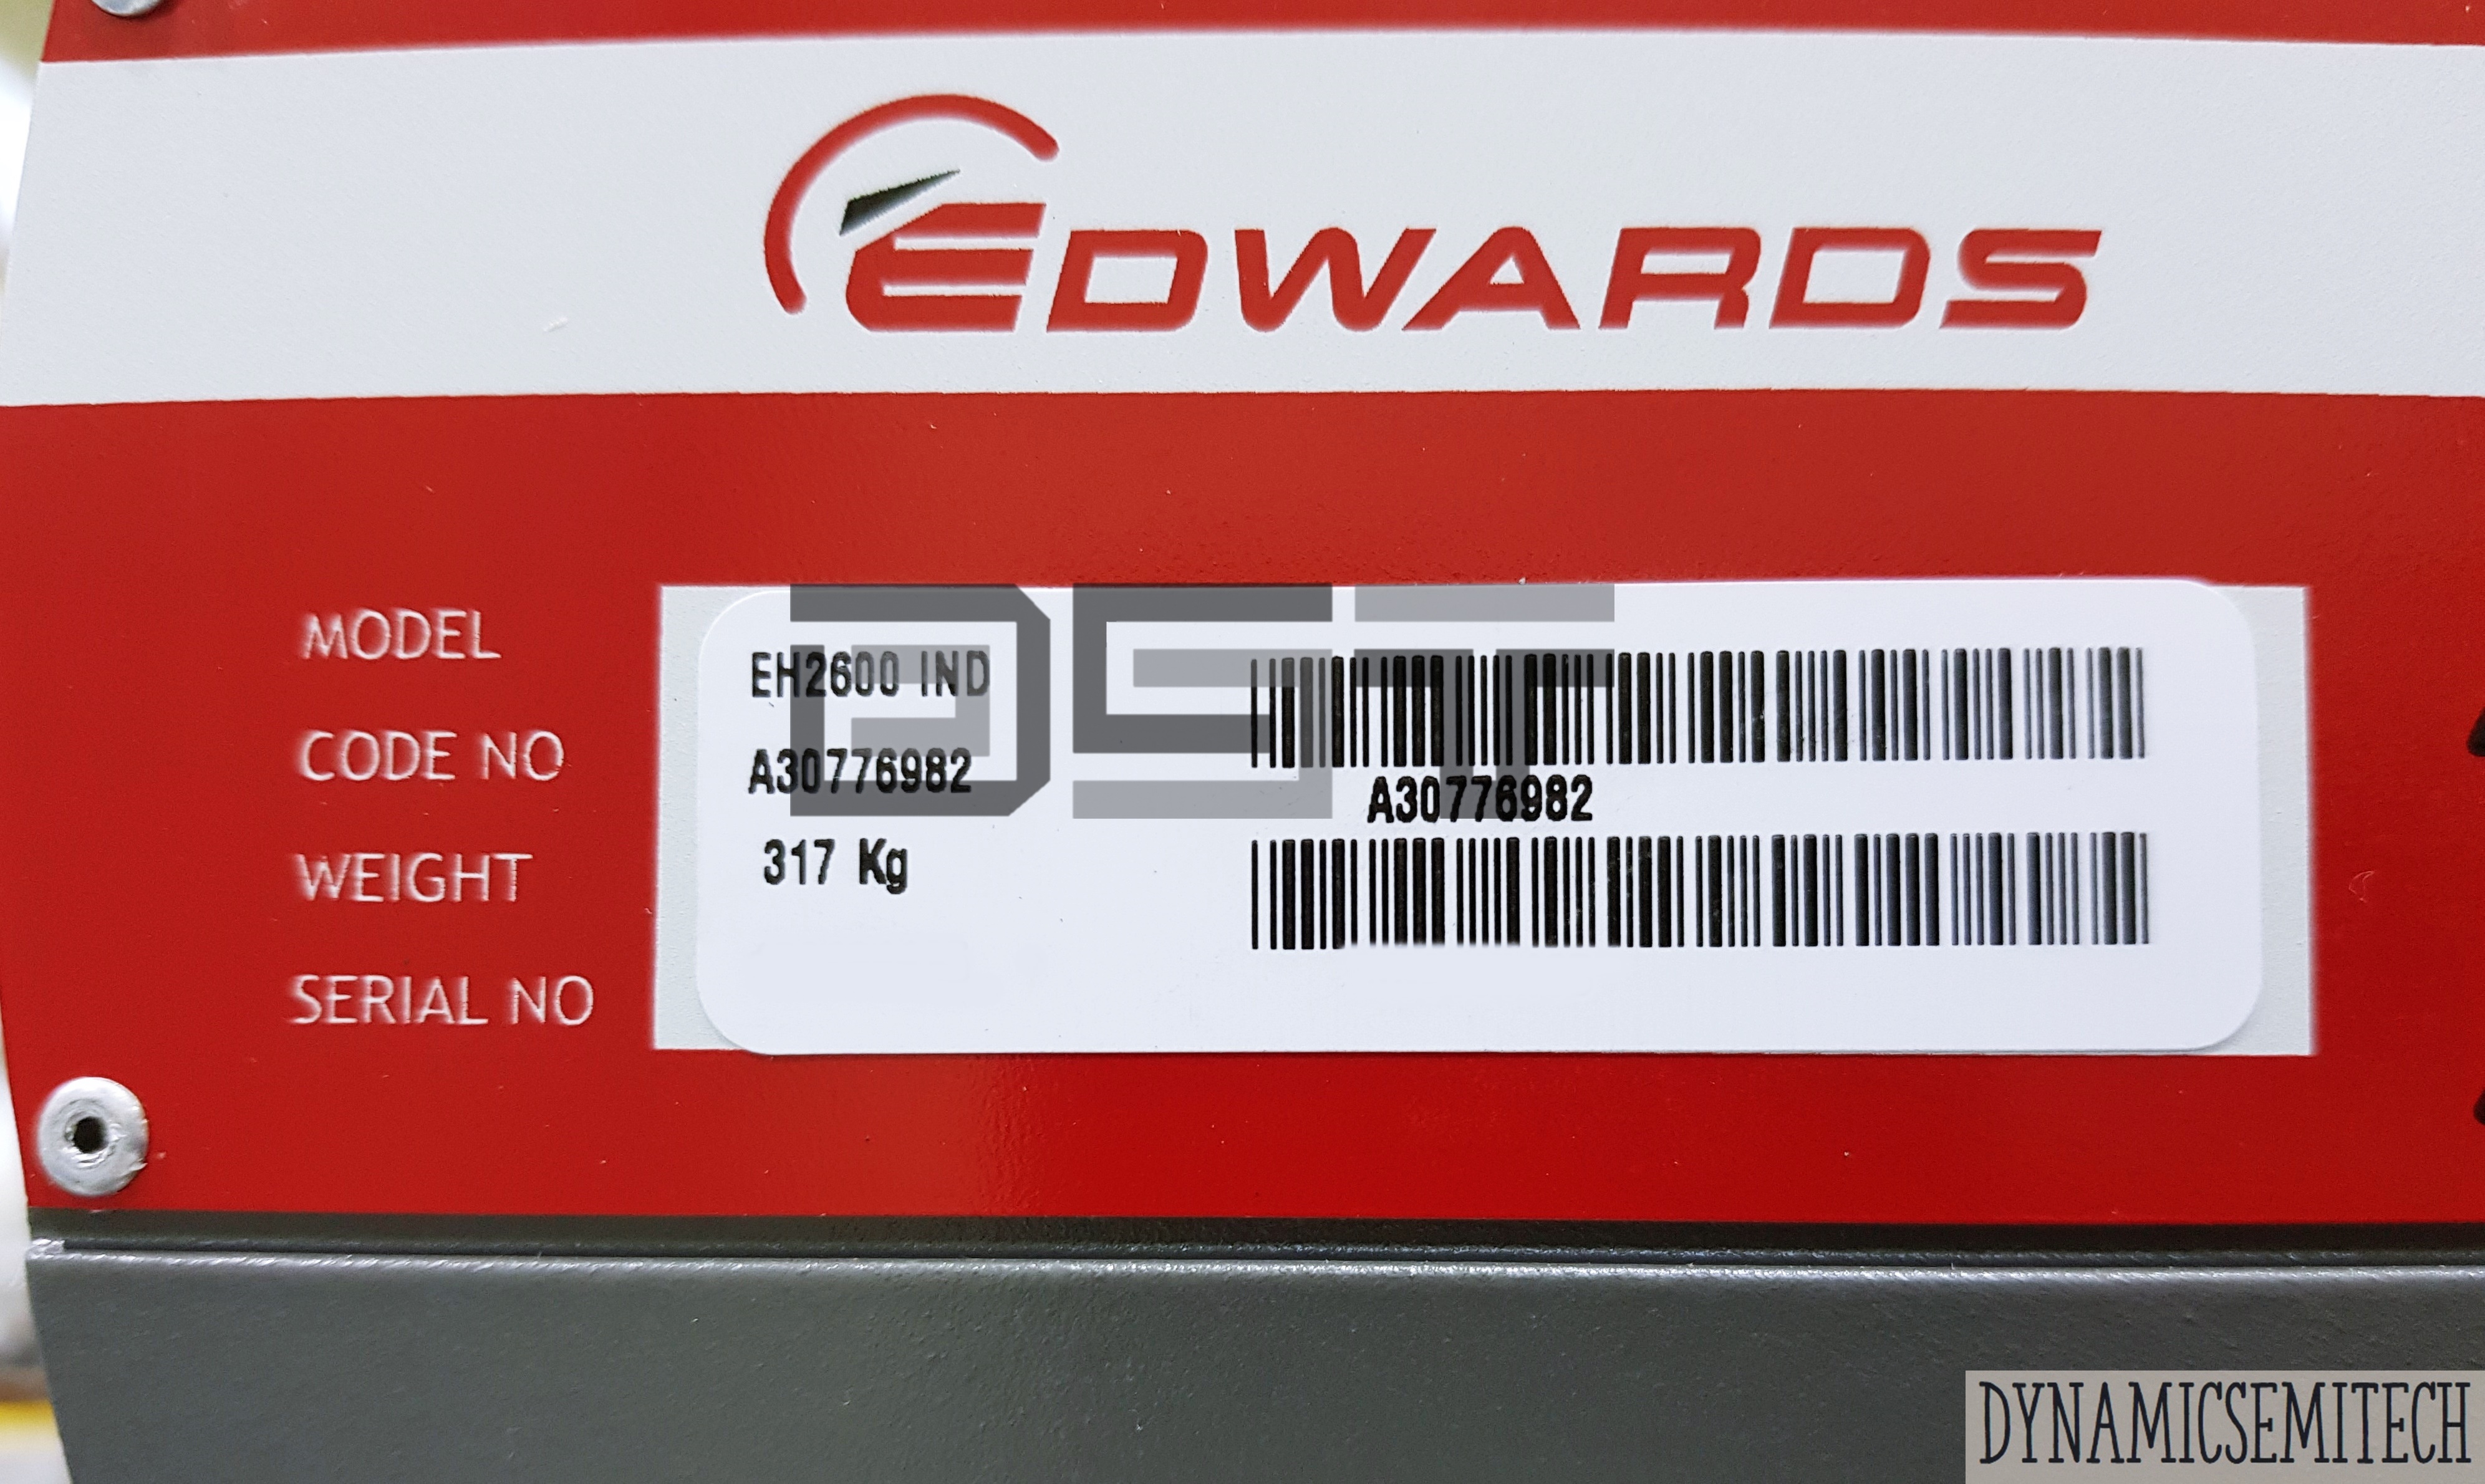 EDWARDS
MODEL EH2600 IND
CODE NO A30776982
A30776982
WEIGHT 317 Kg
SERIAL NO
DST
DYNAMICSEMITECH